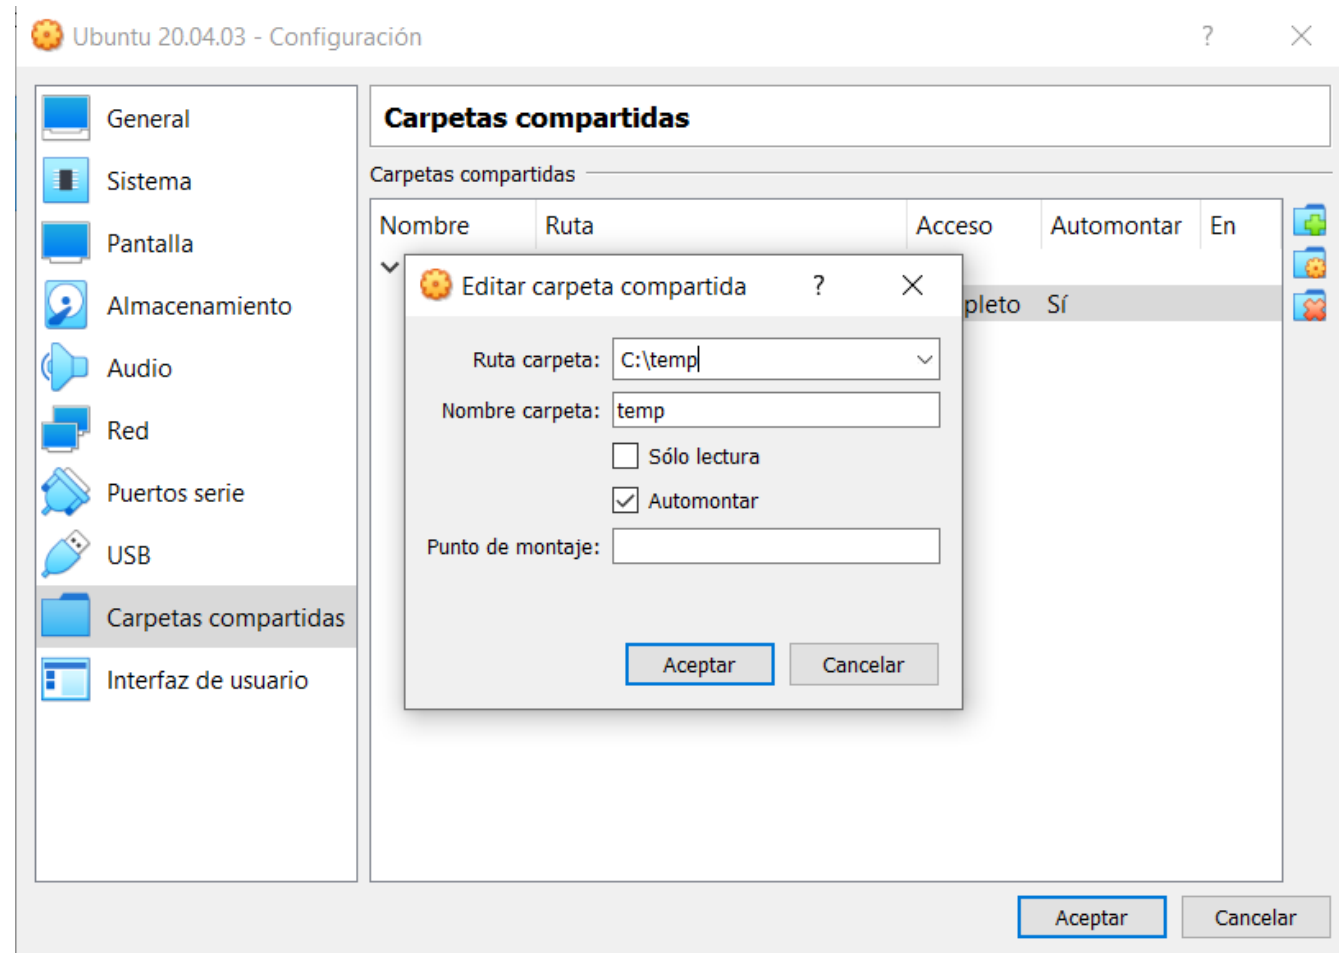 Ubuntu 20.04.03 - Configuración ?
General
Sistema
Pantalla
Almacenamiento
Audio
Red
Puertos serie
USB
Carpetas compartidas
Interfaz de usuario
Carpetas compartidas
Carpetas compartidas
Nombre Ruta Acceso Automontar En
pleto Sí
Editar carpeta compartida ?
Ruta carpeta: C:\temp
Nombre carpeta: temp
Sólo lectura
Automontar
Punto de montaje:
Aceptar Cancelar
Aceptar Cancelar